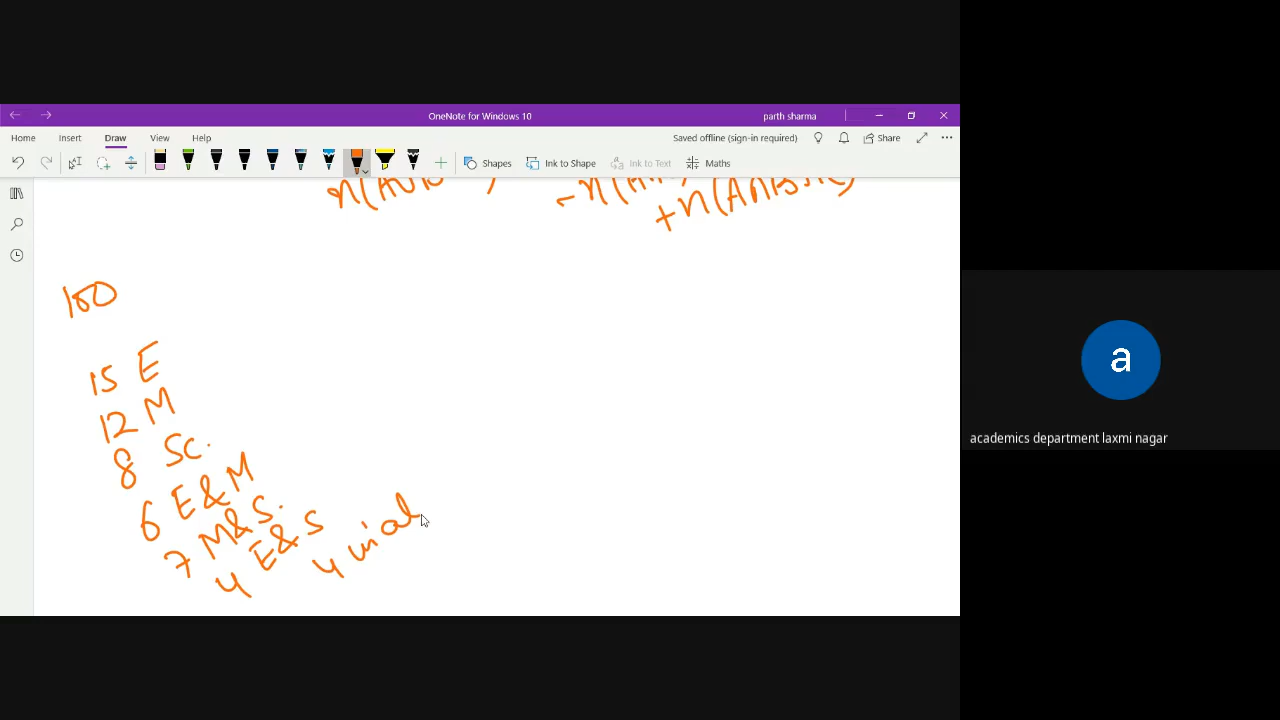 OneNote for Windows 10
parth sharma
Home Insert Draw View Help
Saved offline (sign-in required)
Share
Shapes
Ink to Shape
Ink to Text
Maths
100
15 E
12 M
8 Sc.
6 E & M
7 M & S.
4 E & S
4 in al
a
academics department laxmi nagar